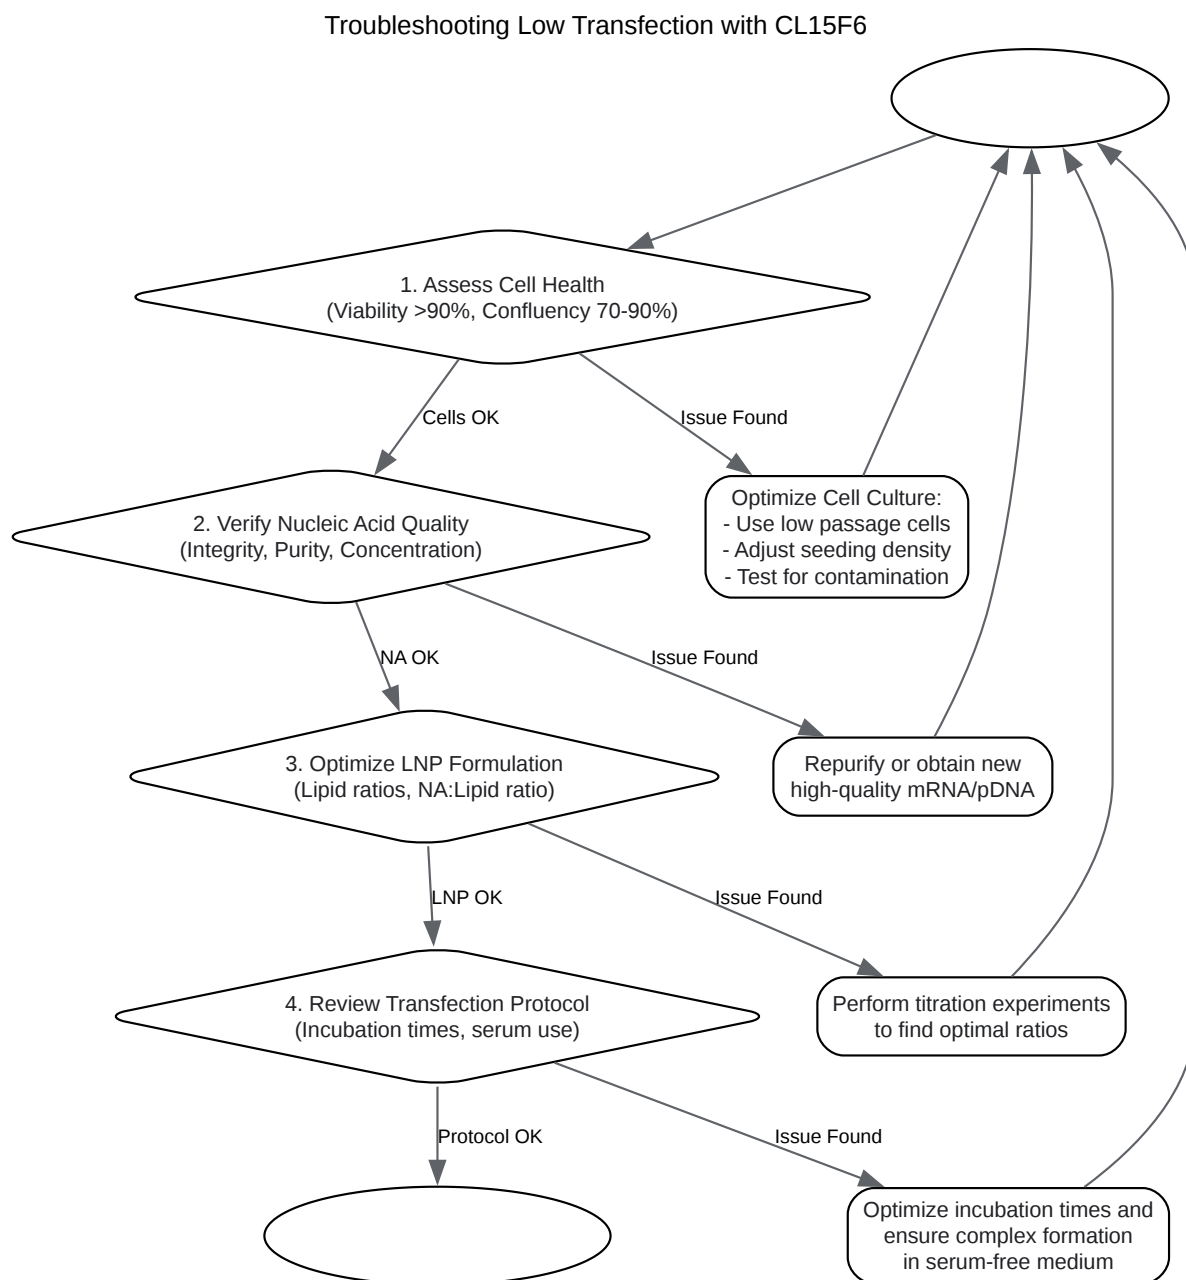 Troubleshooting Low Transfection with CL15F6
1. Assess Cell Health
(Viability >90%, Confluency 70-90%)
Cells OK
Issue Found
Optimize Cell Culture:
- Use low passage cells
- Adjust seeding density
- Test for contamination
2. Verify Nucleic Acid Quality
(Integrity, Purity, Concentration)
NA OK
Issue Found
Repurify or obtain new
high-quality mRNA/pDNA
3. Optimize LNP Formulation
(Lipid ratios, NA:Lipid ratio)
LNP OK
Issue Found
Perform titration experiments
to find optimal ratios
4. Review Transfection Protocol
(Incubation times, serum use)
Protocol OK
Issue Found
Optimize incubation times and
ensure complex formation
in serum-free medium